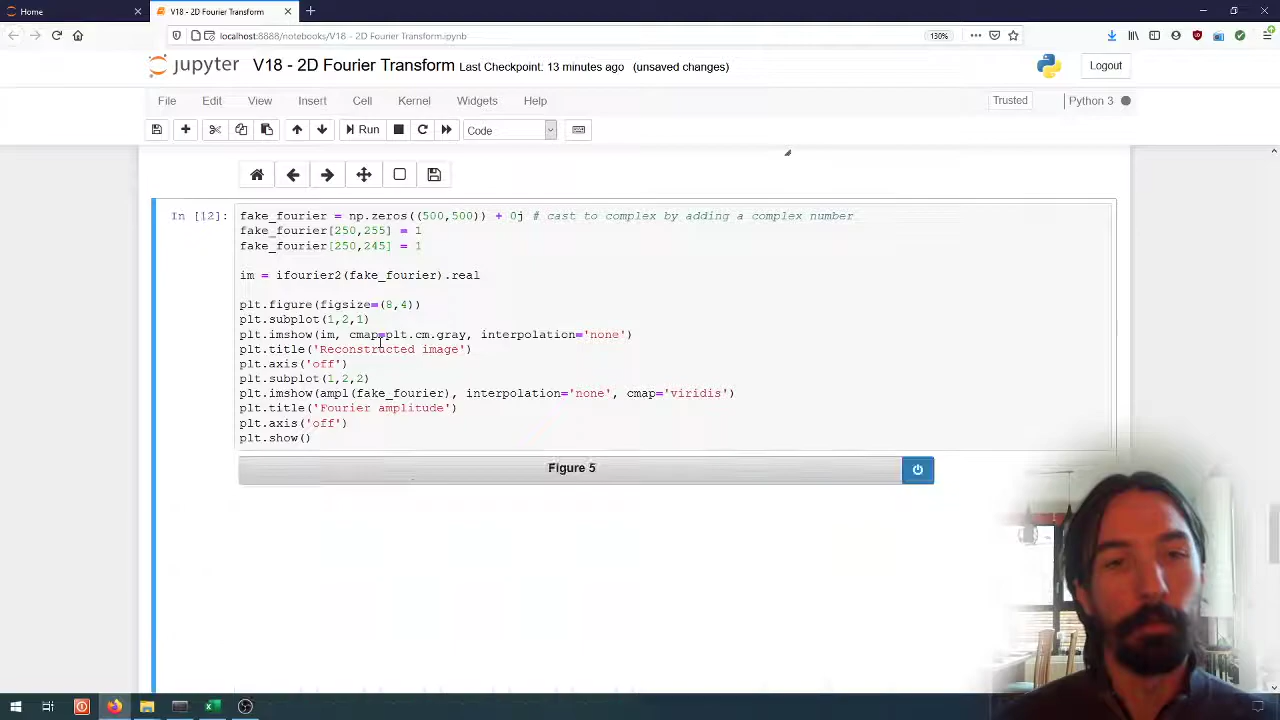 Home
V18 - 2D Fourier Transform
localhost:8888/notebooks/V18 - 2D Fourier Transform.ipynb
130%
jupyter V18 - 2D Fourier Transform Last Checkpoint: 13 minutes ago (unsaved changes)
Logout
File Edit View Insert Cell Kernel Widgets Help
Trusted
Python 3
Run
Code
In [12]:
fake_fourier = np.zeros((500,500)) + 0j # cast to complex by adding a complex number
fake_fourier[250,255] = 1
fake_fourier[250,245] = 1
im = ifourier2(fake_fourier).real
plt.figure(figsize=(8,4))
plt.subplot(1,2,1)
plt.imshow(im, cmap=plt.cm.gray, interpolation='none')
plt.title('Reconstructed image')
plt.axis('off')
plt.subplot(1,2,2)
plt.imshow(ampl(fake_fourier), interpolation='none', cmap='viridis')
plt.title('Fourier amplitude')
plt.axis('off')
plt.show()
Figure 5